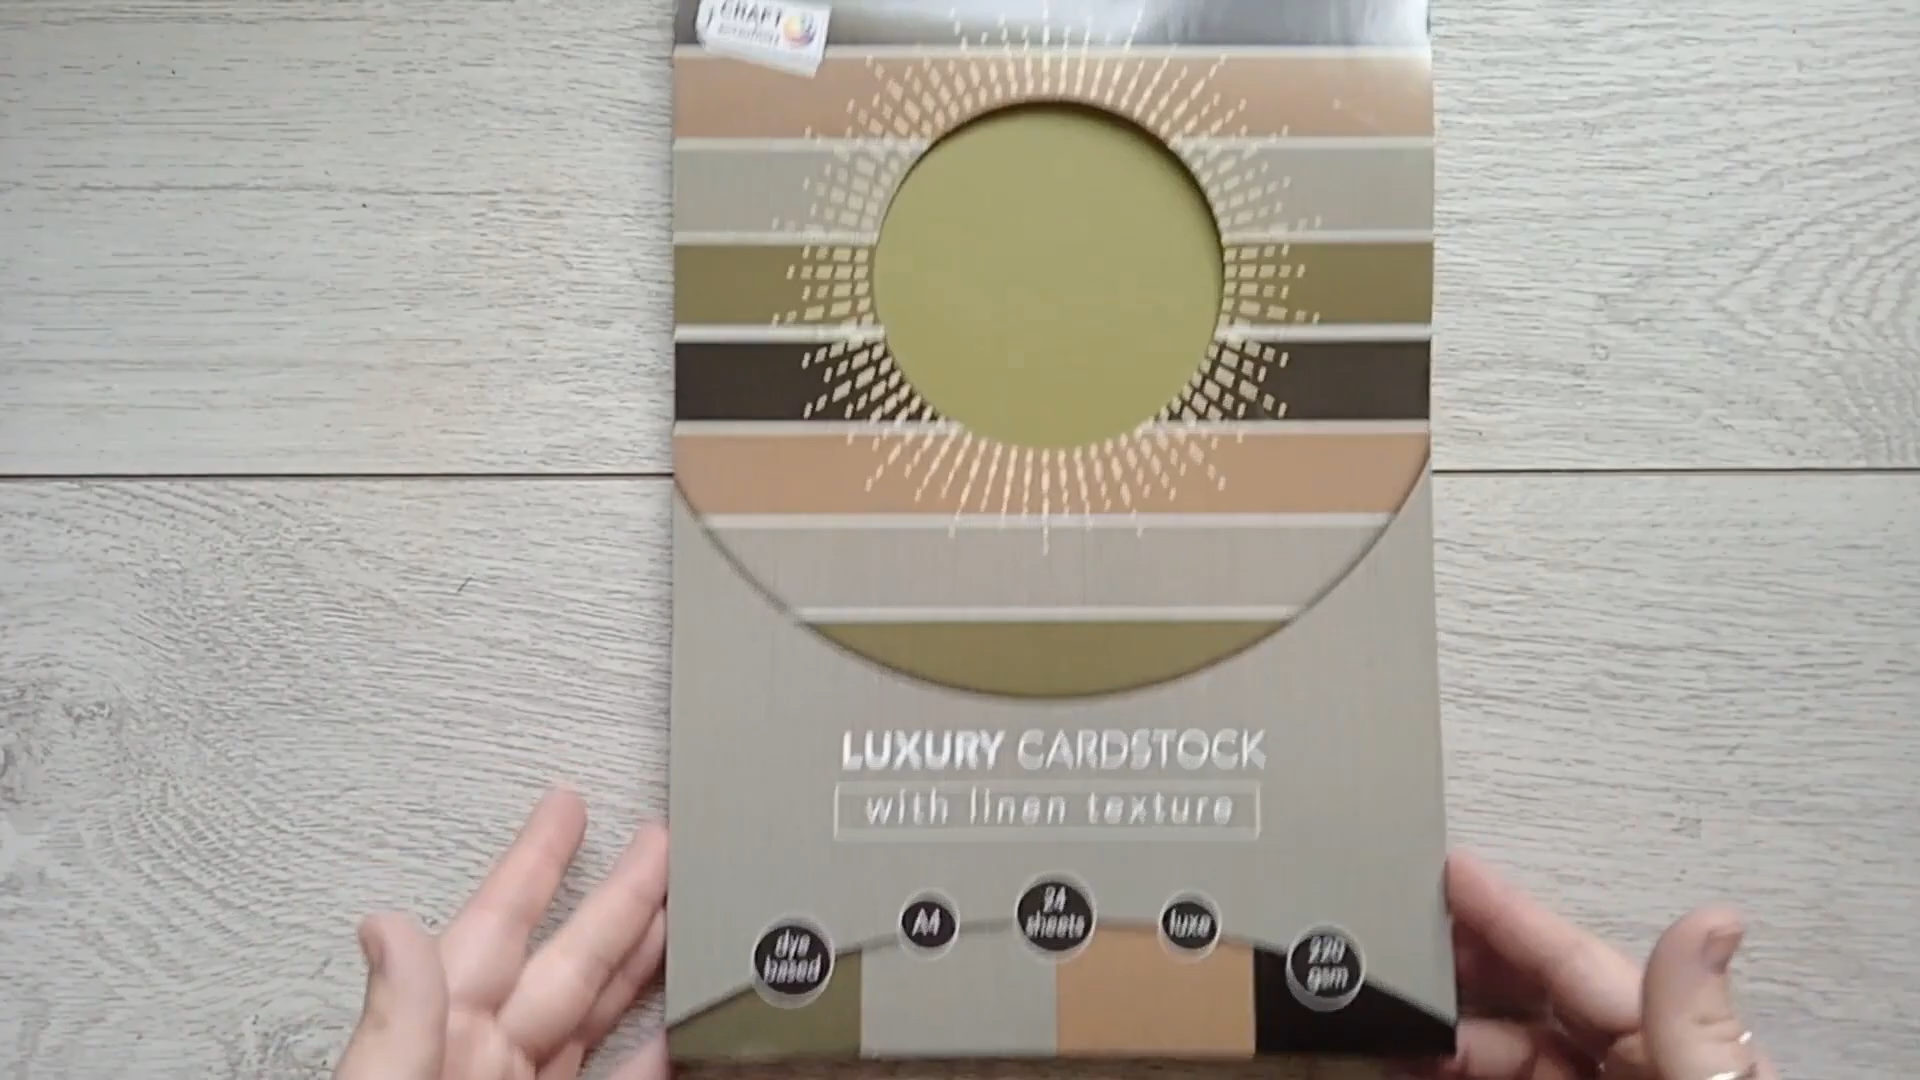 CRAFT
LUXURY CARDSTOCK
with linen texture
dye
based
A4
24
sheets
luxe
220
gsm